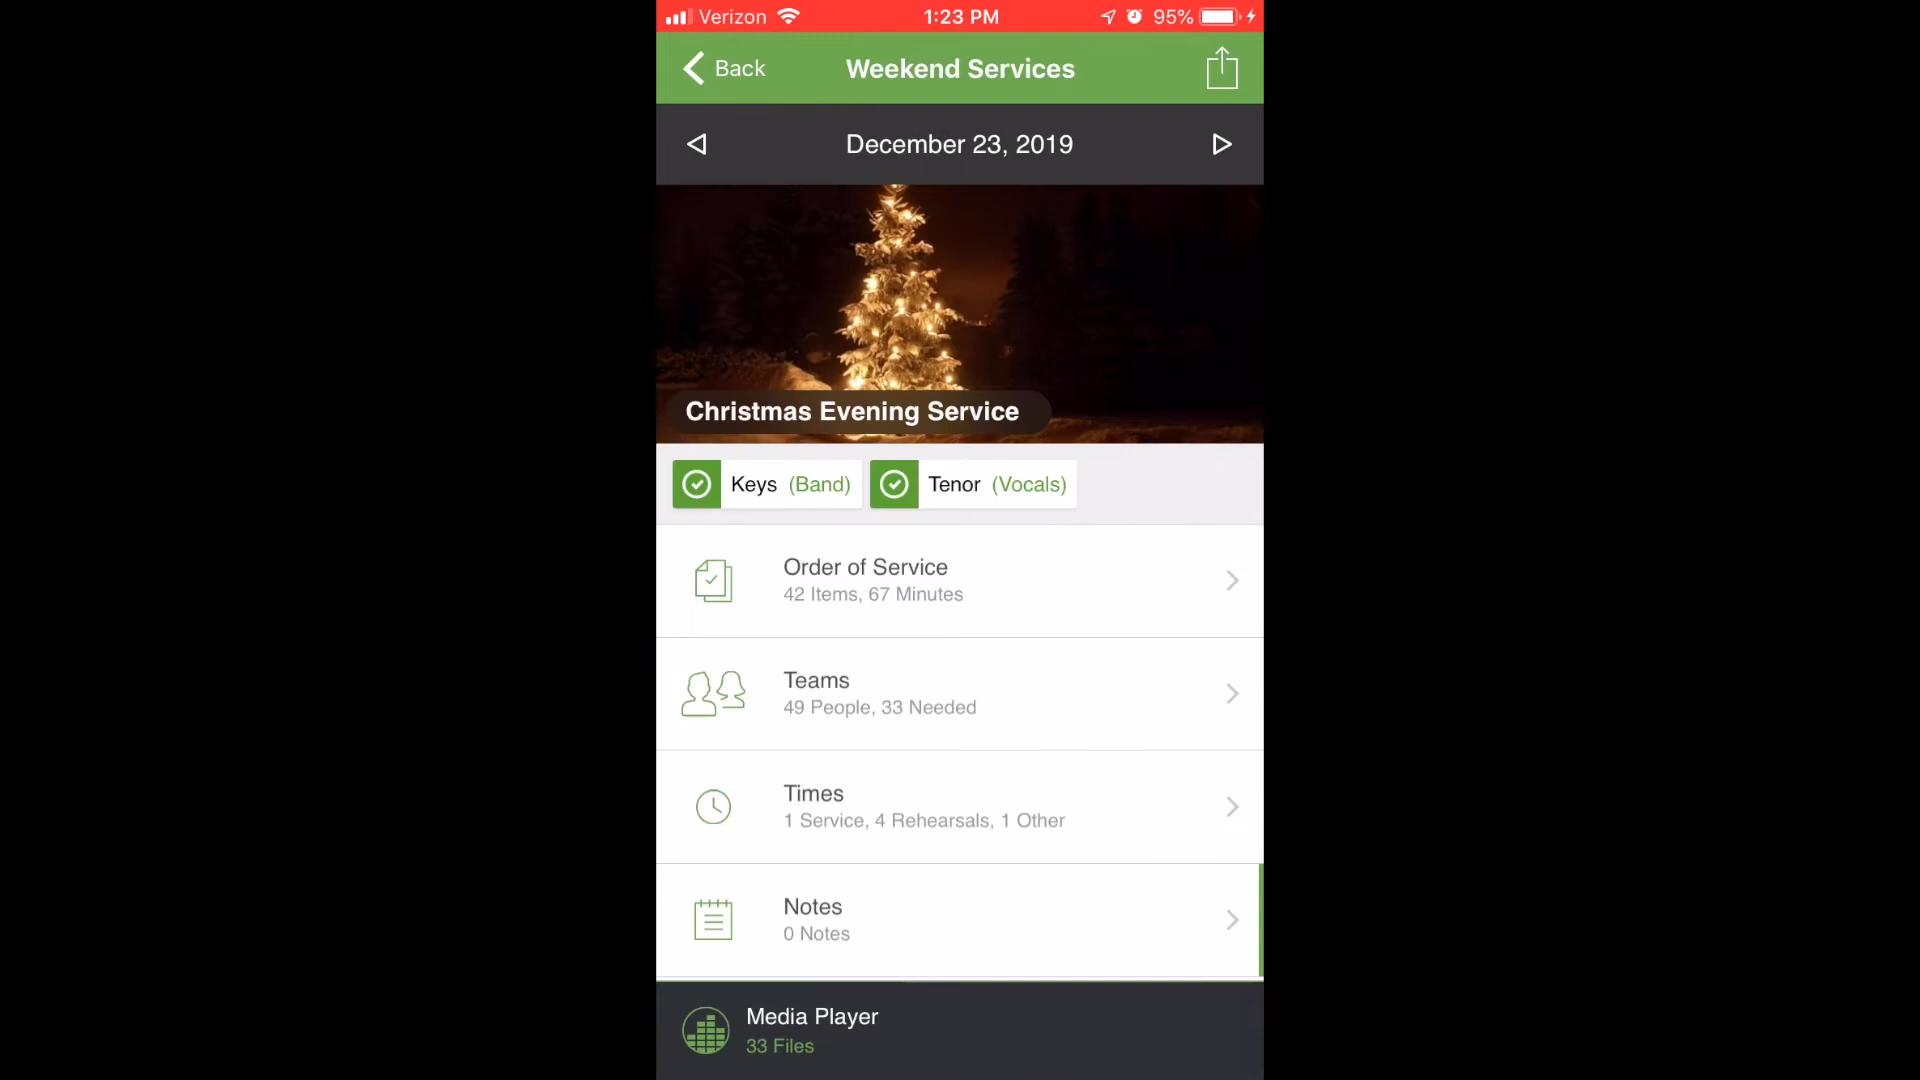 Verizon 1:23 PM 95%
Back Weekend Services
December 23, 2019
Christmas Evening Service
Keys (Band) Tenor (Vocals)
Order of Service
42 Items, 67 Minutes
Teams
49 People, 33 Needed
Times
1 Service, 4 Rehearsals, 1 Other
Notes
0 Notes
Media Player
33 Files